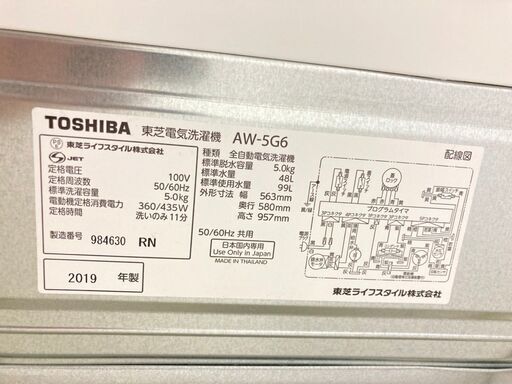 TOSHIBA 東芝電気洗濯機 AW-5G6
東芝ライフスタイル株式会社
JET
定格電圧 100V
定格周波数 50/60Hz
標準洗濯容量 5.0kg
電動機定格消費電力 360/435W
定格時間 洗いのみ 11分
製造番号 984630 RN
2019 年製
種類 全自動電気洗濯機
標準脱水容量 5.0kg
標準水量 48L
標準使用水量 99L
外形寸法 幅 563mm
奥行 580mm
高さ 957mm
50/60Hz 共用
日本国内専用
Use Only in Japan
MADE IN THAILAND
配線図
プログラムタイマ
東芝ライフスタイル株式会社